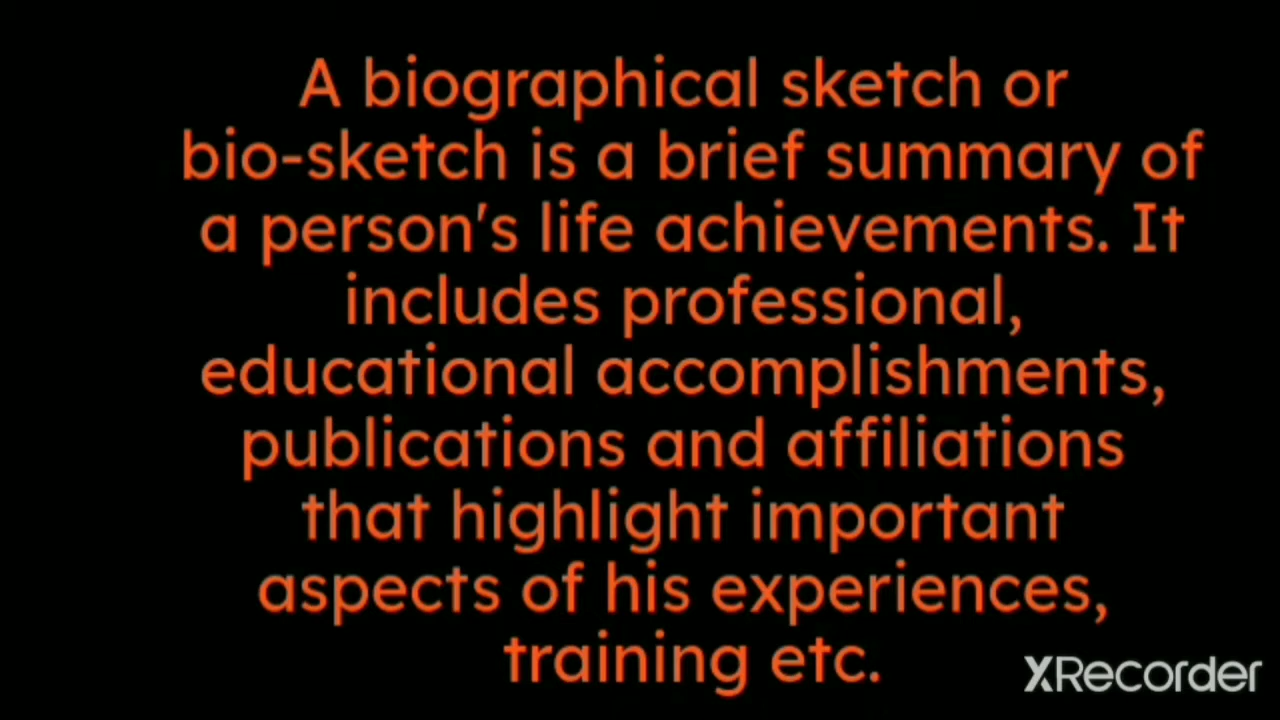 A biographical sketch or
bio-sketch is a brief summary of
a person's life achievements. It
includes professional,
educational accomplishments,
publications and affiliations
that highlight important
aspects of his experiences,
training etc.
XRecorder